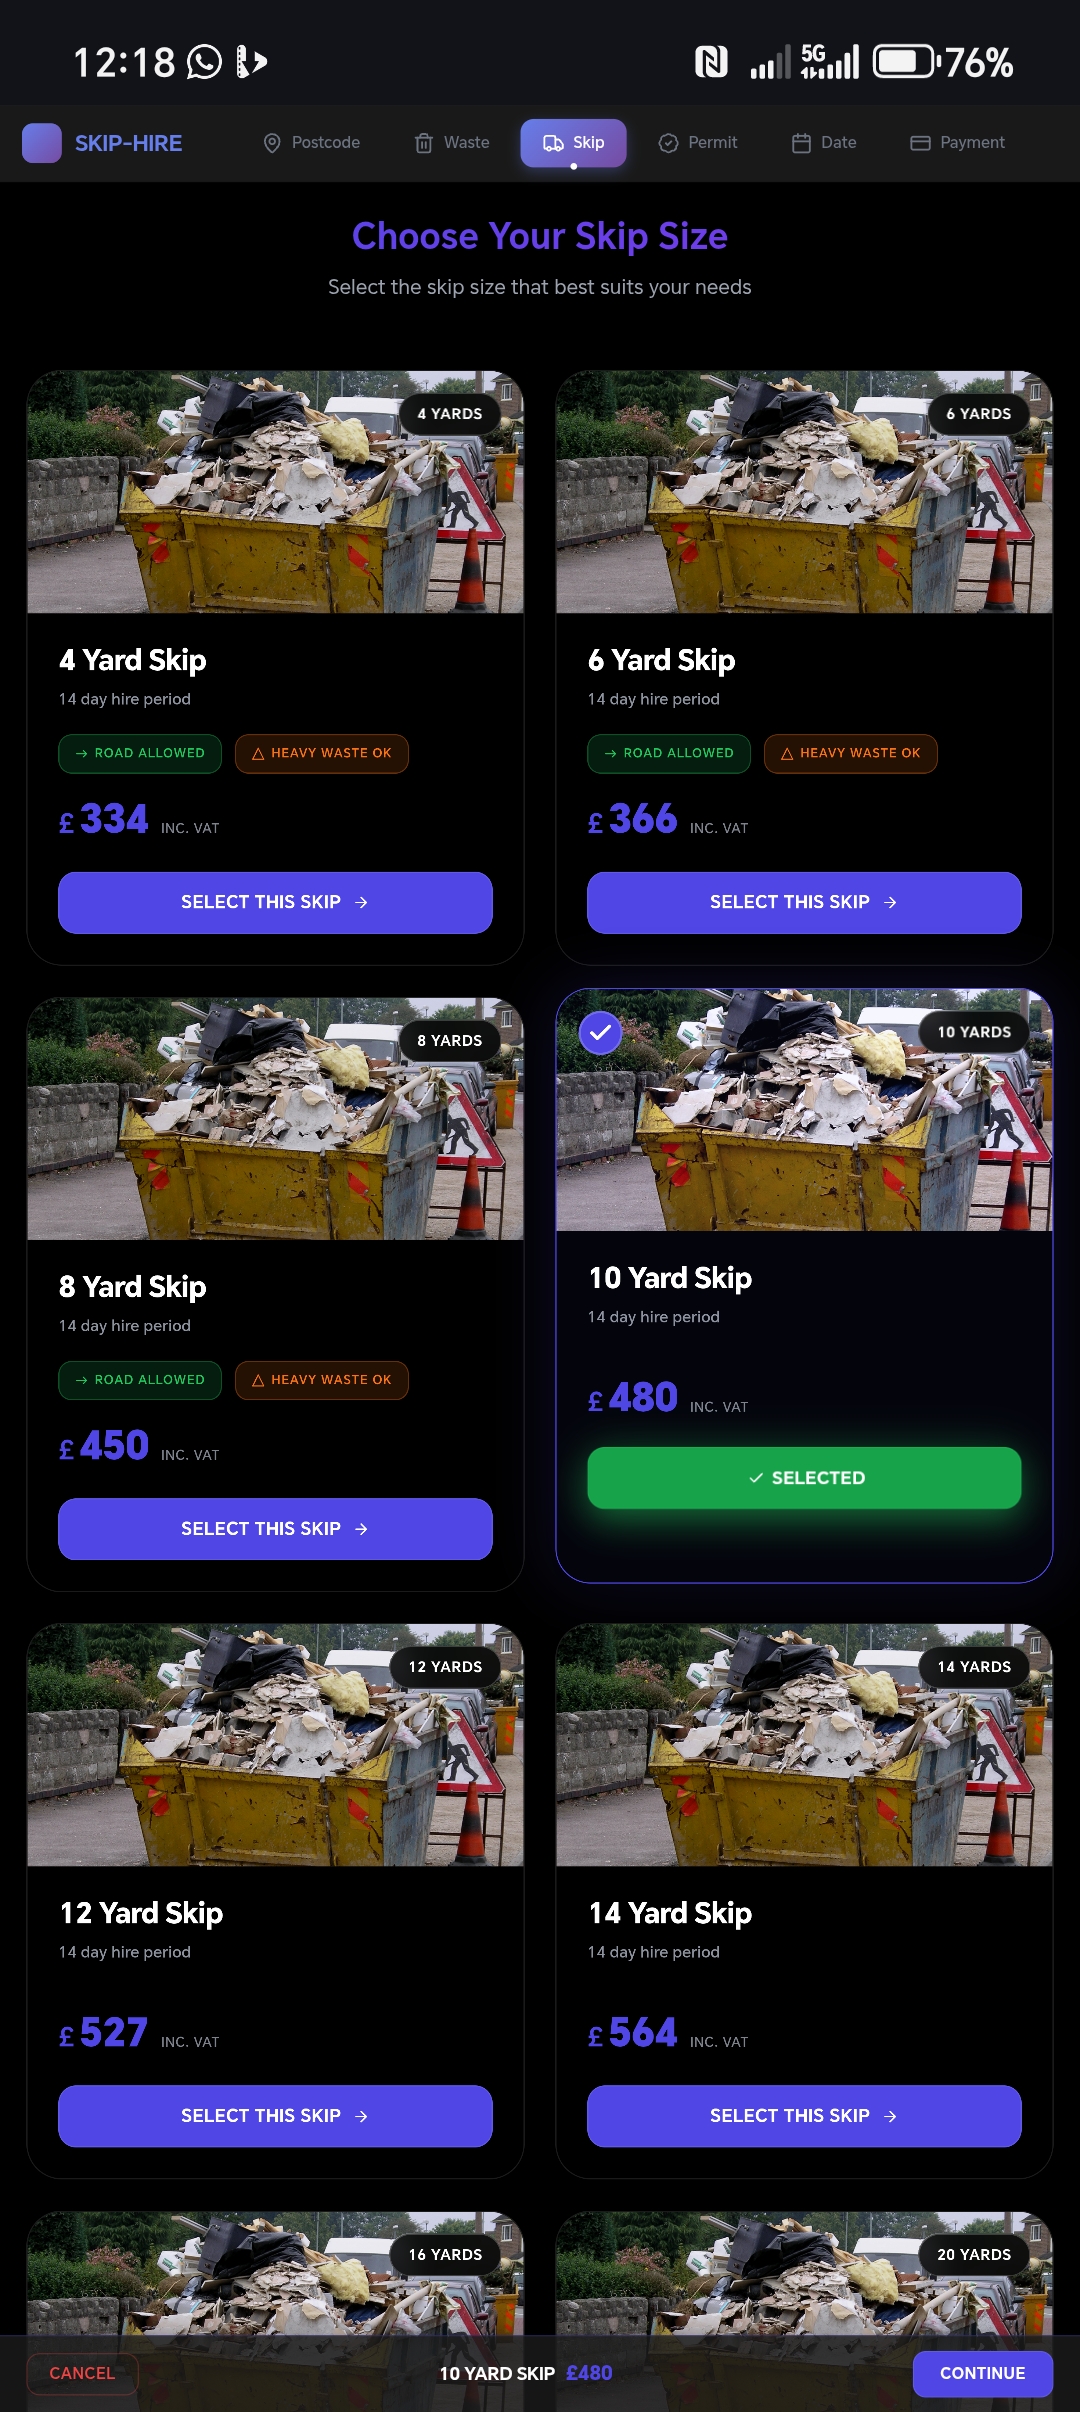 12:18
5G
76%
SKIP-HIRE
Postcode
Waste
Skip
Permit
Date
Payment
Choose Your Skip Size
Select the skip size that best suits your needs
4 YARDS
4 Yard Skip
14 day hire period
→ ROAD ALLOWED
HEAVY WASTE OK
£ 334 INC. VAT
SELECT THIS SKIP →
6 YARDS
6 Yard Skip
14 day hire period
→ ROAD ALLOWED
HEAVY WASTE OK
£ 366 INC. VAT
SELECT THIS SKIP →
8 YARDS
8 Yard Skip
14 day hire period
→ ROAD ALLOWED
HEAVY WASTE OK
£ 450 INC. VAT
SELECT THIS SKIP →
10 YARDS
10 Yard Skip
14 day hire period
£ 480 INC. VAT
✓ SELECTED
12 YARDS
12 Yard Skip
14 day hire period
£ 527 INC. VAT
SELECT THIS SKIP →
14 YARDS
14 Yard Skip
14 day hire period
£ 564 INC. VAT
SELECT THIS SKIP →
16 YARDS
20 YARDS
CANCEL
10 YARD SKIP £480
CONTINUE